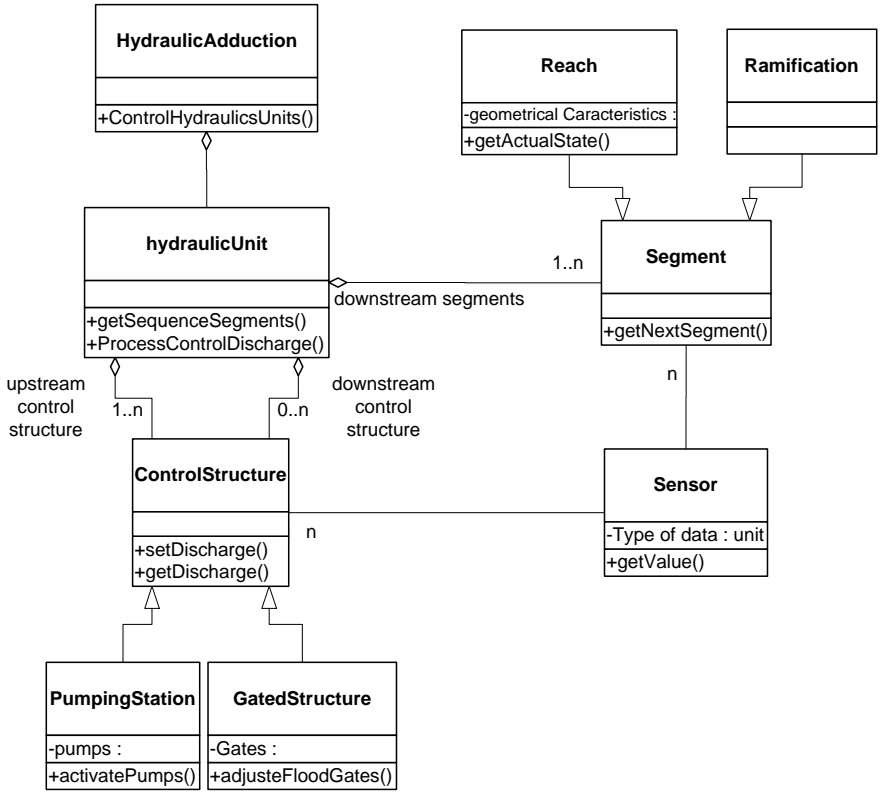 HydraulicAdduction
+ControlHydraulicsUnits()
Reach
-geometrical Caracteristics :
+getActualState()
Ramification
hydraulicUnit
+getSequenceSegments()
+ProcessControlDischarge()
1..n
downstream segments
Segment
+getNextSegment()
n
upstream
control
structure
1..n
0..n
downstream
control
structure
ControlStructure
+setDischarge()
+getDischarge()
n
Sensor
-Type of data : unit
+getValue()
PumpingStation
-pumps :
+activatePumps()
GatedStructure
-Gates :
+adjusteFloodGates()